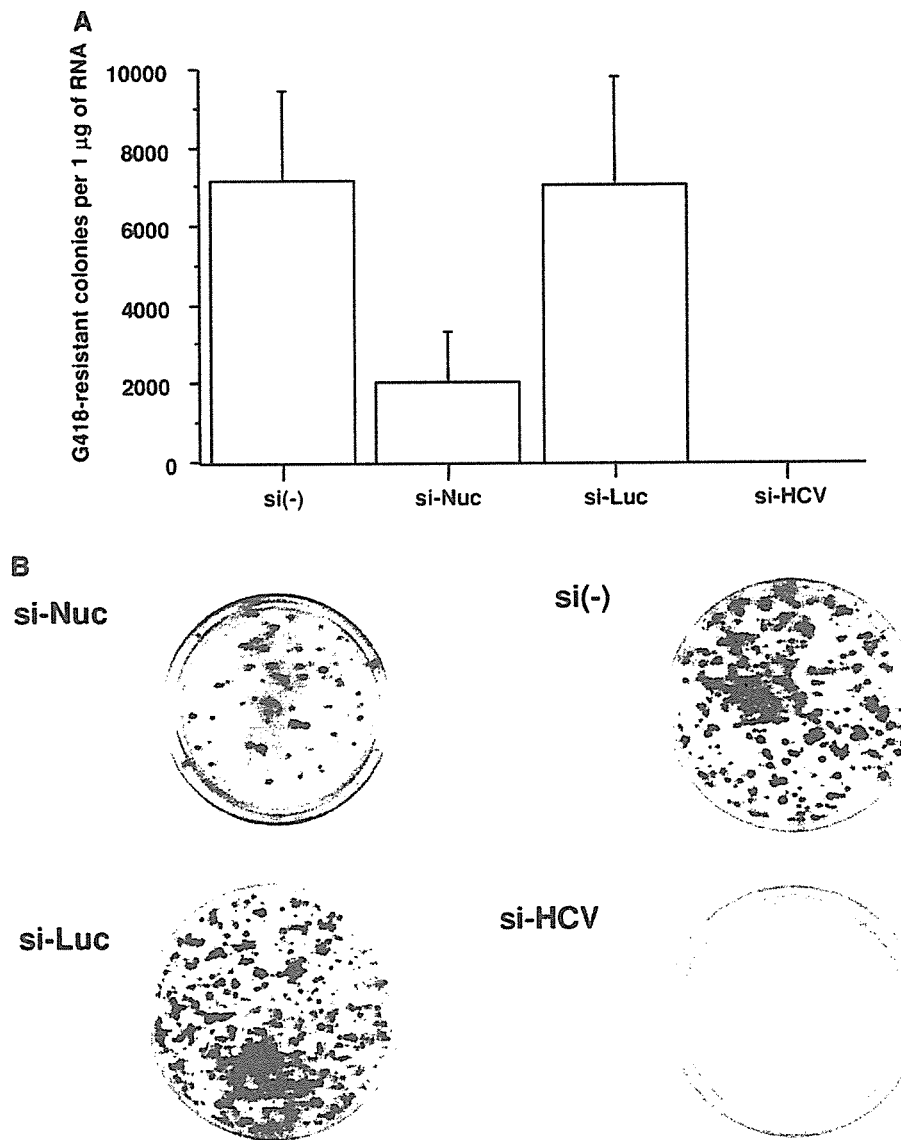 A
G418-resistant colonies per 1 µg of RNA
10000
8000
6000
4000
2000
0
si(-)
si-Nuc
si-Luc
si-HCV
B
si-Nuc
si(-)
si-Luc
si-HCV